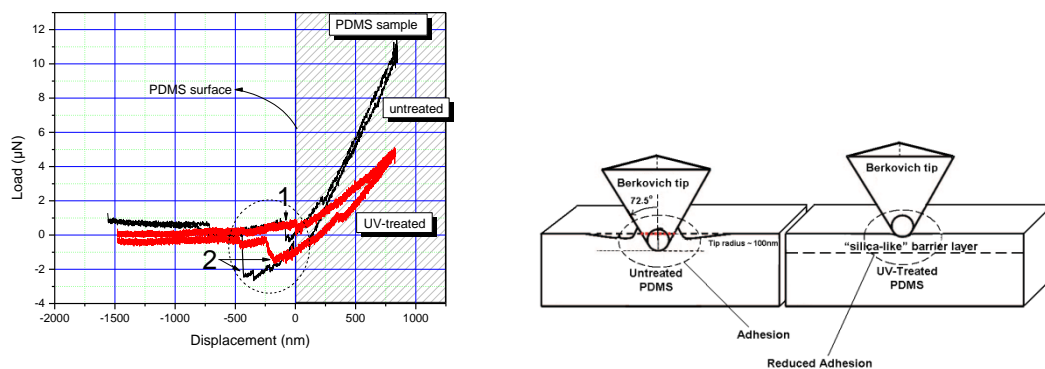 12
10
8
6
4
2
0
-2
-4
-2000
-1500
-1000
-500
0
500
1000
Load (µN)
Displacement (nm)
PDMS sample
PDMS surface
untreated
UV-treated
1
2
Berkovich tip
72.5°
Tip radius ~ 100nm
Untreated
PDMS
Adhesion
Berkovich tip
"silica-like" barrier layer
UV-Treated
PDMS
Reduced Adhesion